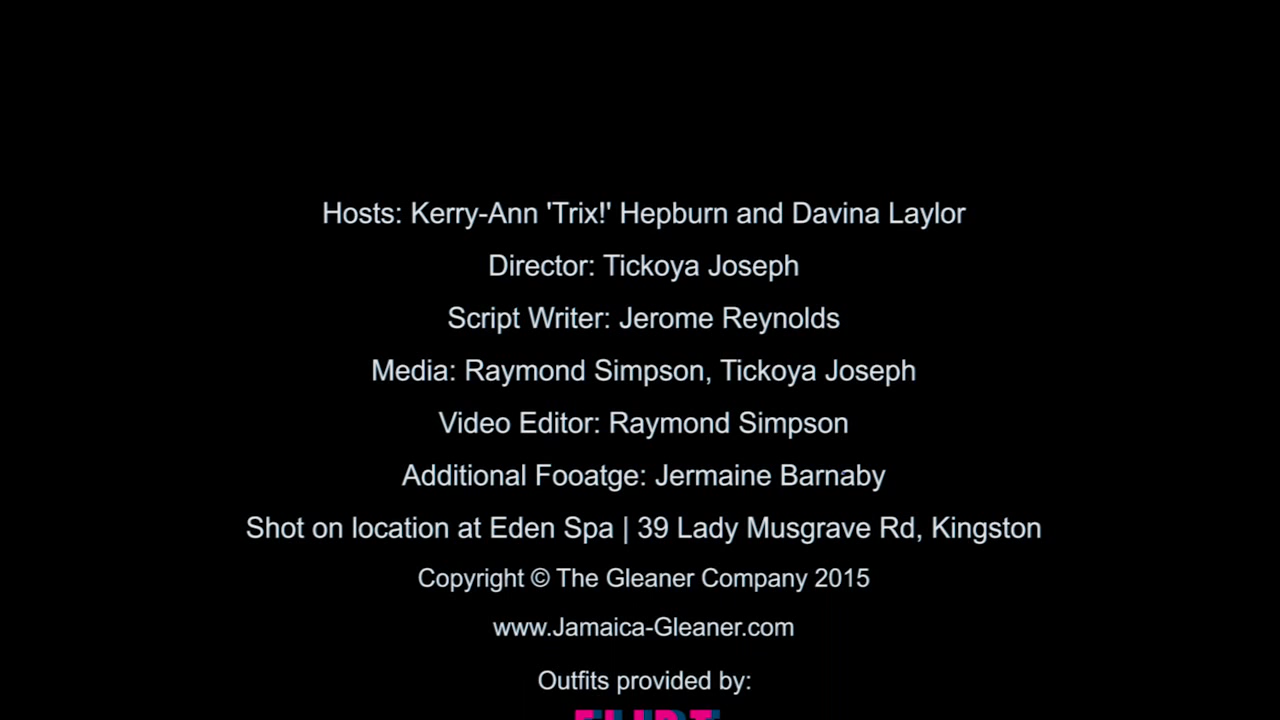 Hosts: Kerry-Ann 'Trix!' Hepburn and Davina Laylor
Director: Tickoya Joseph
Script Writer: Jerome Reynolds
Media: Raymond Simpson, Tickoya Joseph
Video Editor: Raymond Simpson
Additional Fooatge: Jermaine Barnaby
Shot on location at Eden Spa | 39 Lady Musgrave Rd, Kingston
Copyright © The Gleaner Company 2015
www.Jamaica-Gleaner.com
Outfits provided by: